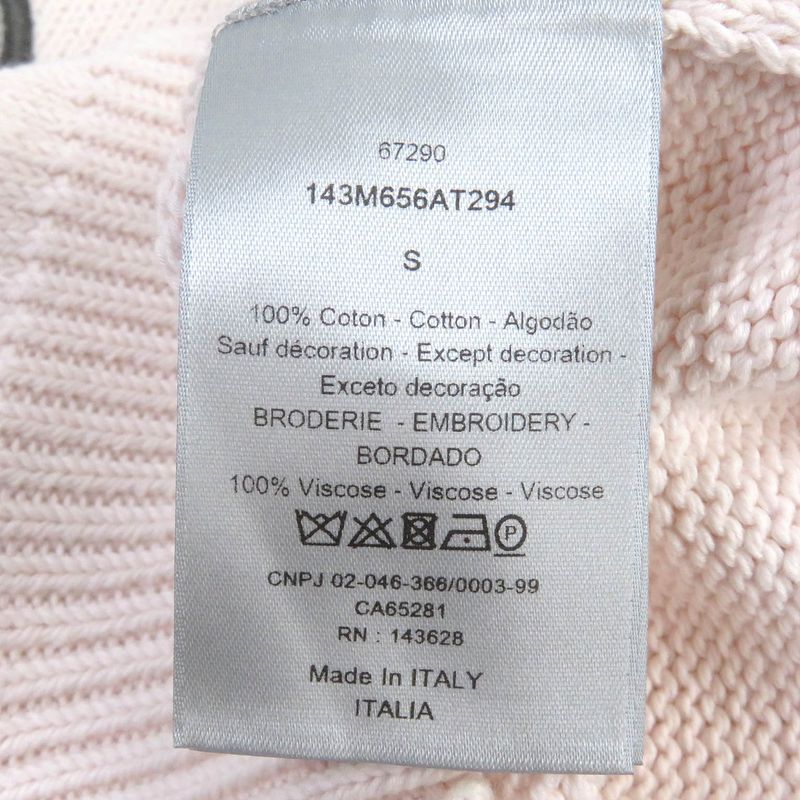 67290
143M656AT294
S
100% Coton - Cotton - Algodão
Sauf décoration - Except decoration -
Exceto decoração
BRODERIE - EMBROIDERY -
BORDADO
100% Viscose - Viscose - Viscose
P
CNPJ 02-046-366/0003-99
CA65281
RN : 143628
Made In ITALY
ITALIA